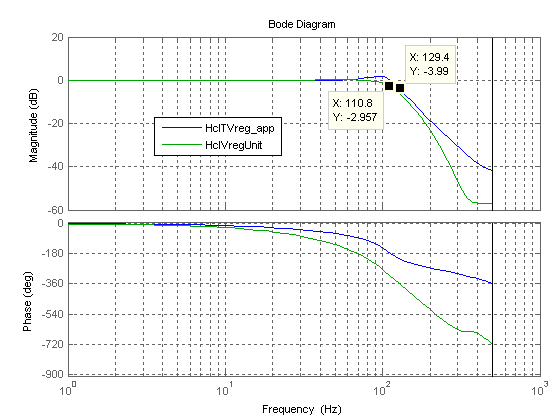 Bode Diagram
20
0
-20
-40
-60
Magnitude (dB)
X: 129.4
Y: -3.99
X: 110.8
Y: -2.957
HclTVreg_app
HclVregUnit
0
-180
-360
-540
-720
-900
Phase (deg)
10^0
10^1
10^2
10^3
Frequency (Hz)